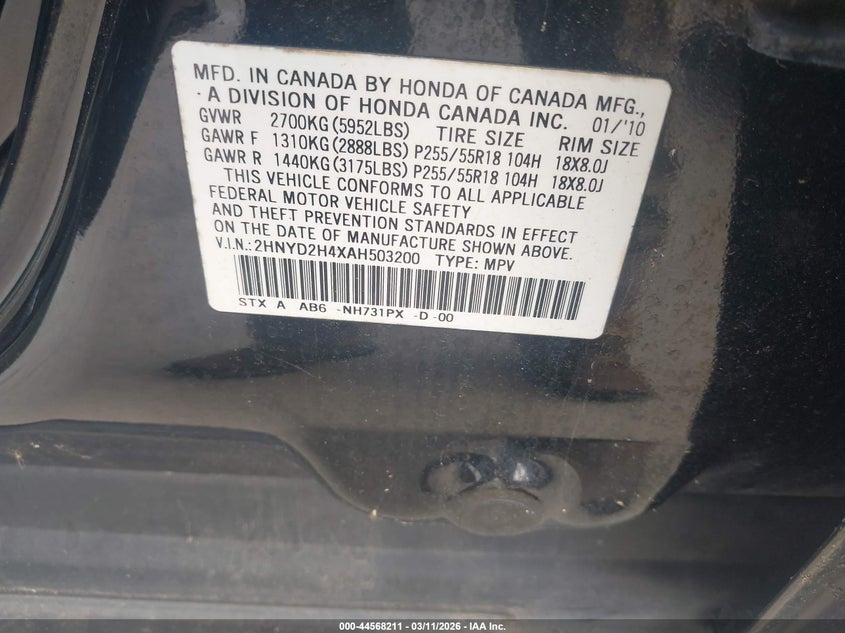 MFD. IN CANADA BY HONDA OF CANADA MFG.,
·A DIVISION OF HONDA CANADA INC. 01/'10
GVWR 2700KG(5952LBS) TIRE SIZE RIM SIZE
GAWR F 1310KG(2888LBS) P255/55R18 104H 18X8.0J
GAWR R 1440KG(3175LBS) P255/55R18 104H 18X8.0J
THIS VEHICLE CONFORMS TO ALL APPLICABLE
FEDERAL MOTOR VEHICLE SAFETY
AND THEFT PREVENTION STANDARDS IN EFFECT
ON THE DATE OF MANUFACTURE SHOWN ABOVE.
V.I.N.:2HNYD2H4XAH503200 TYPE: MPV
STX A AB6 -NH731PX -D-00
000-44568211 - 03/11/2026 - IAA Inc.